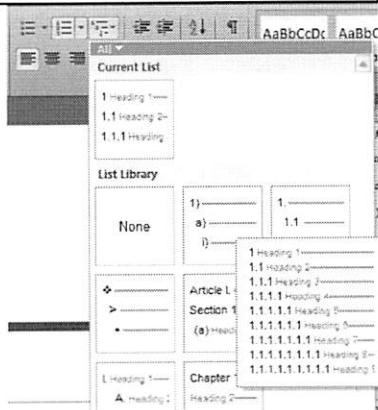 AaBbCcDc AaBbC
All
Current List
1 Heading 1
1.1 Heading 2
1.1.1 Heading
List Library
None
1)
a)
i)
1.
1.1
Article I.
Section 1
(a) Headi
I. Heading 1
A. Heading 2
Chapter 1
Heading 2
1 Heading 1
1.1 Heading 2
1.1.1 Heading 3
1.1.1.1 Heading 4
1.1.1.1.1 Heading 5
1.1.1.1.1.1 Heading 6
1.1.1.1.1.1.1 Heading 7
1.1.1.1.1.1.1.1 Heading 8
1.1.1.1.1.1.1.1.1 Heading 9